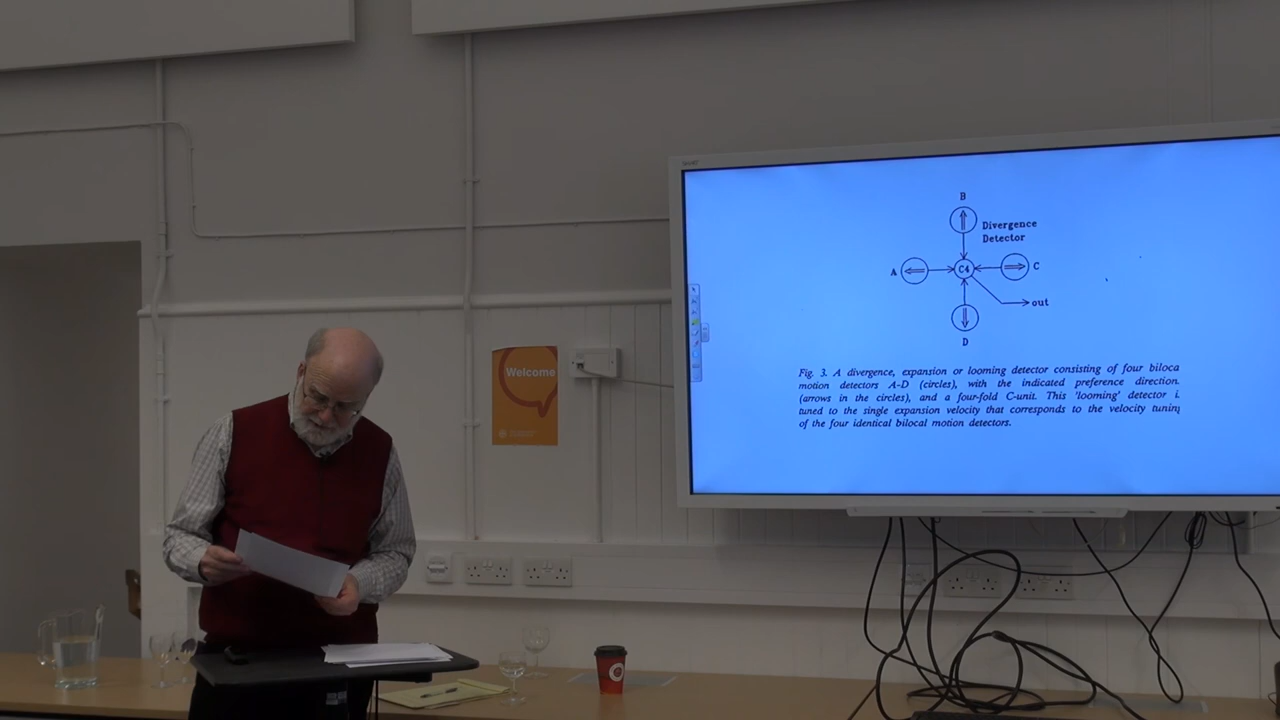 Welcome
B
Divergence
Detector
A
C4
C
out
D
Fig. 3. A divergence, expansion or looming detector consisting of four biloca
motion detectors A-D (circles), with the indicated preference direction.
(arrows in the circles), and a four-fold C-unit. This 'looming' detector i.
tuned to the single expansion velocity that corresponds to the velocity tuning
of the four identical bilocal motion detectors.